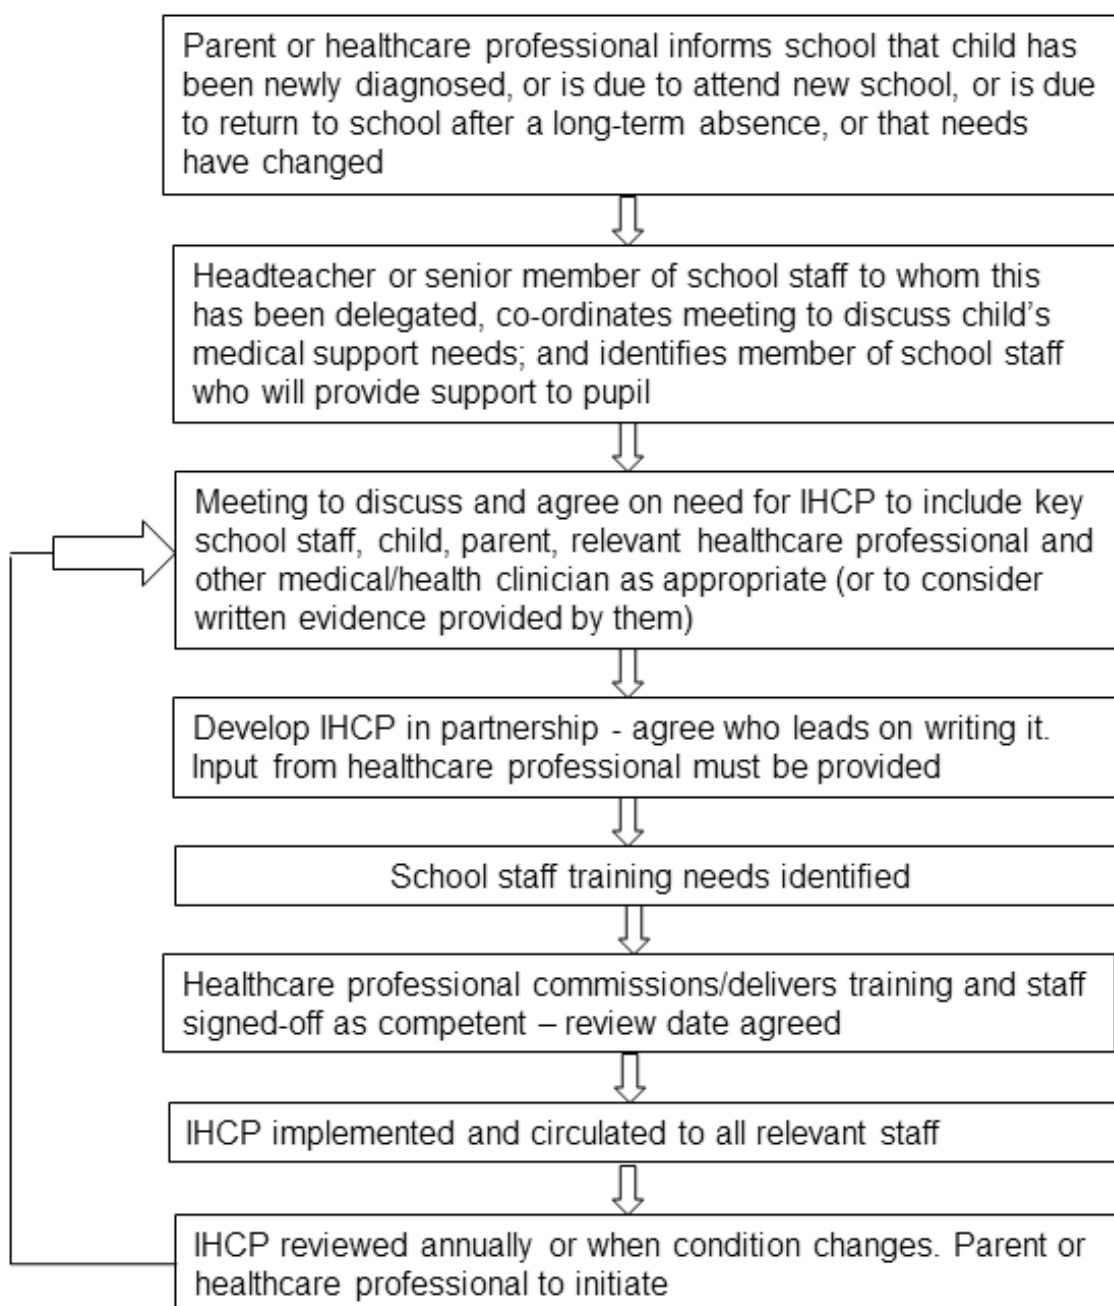 Parent or healthcare professional informs school that child has
been newly diagnosed, or is due to attend new school, or is due
to return to school after a long-term absence, or that needs
have changed
Headteacher or senior member of school staff to whom this
has been delegated, co-ordinates meeting to discuss child’s
medical support needs; and identifies member of school staff
who will provide support to pupil
Meeting to discuss and agree on need for IHCP to include key
school staff, child, parent, relevant healthcare professional and
other medical/health clinician as appropriate (or to consider
written evidence provided by them)
Develop IHCP in partnership - agree who leads on writing it.
Input from healthcare professional must be provided
School staff training needs identified
Healthcare professional commissions/delivers training and staff
signed-off as competent – review date agreed
IHCP implemented and circulated to all relevant staff
IHCP reviewed annually or when condition changes. Parent or
healthcare professional to initiate